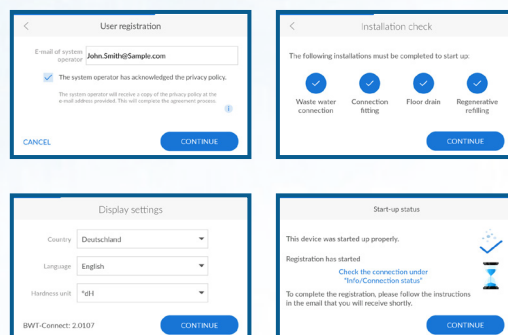 User registration
E-mail of system
operator
John.Smith@Sample.com
The system operator has acknowledged the privacy policy.
The system operator will receive a copy of the privacy policy at the
e-mail address provided. This will complete the agreement process.
i
CANCEL
CONTINUE
Installation check
The following installations must be completed to start up:
Waste water
connection
Connection
fitting
Floor drain
Regenerative
refilling
CONTINUE
Display settings
Country
Deutschland
Language
English
Hardness unit
°dH
BWT-Connect: 2.0107
CONTINUE
Start-up status
This device was started up properly.
Registration has started
Check the connection under
"Info/Connection status"
To complete the registration, please follow the instructions
in the email that you will receive shortly.
CONTINUE